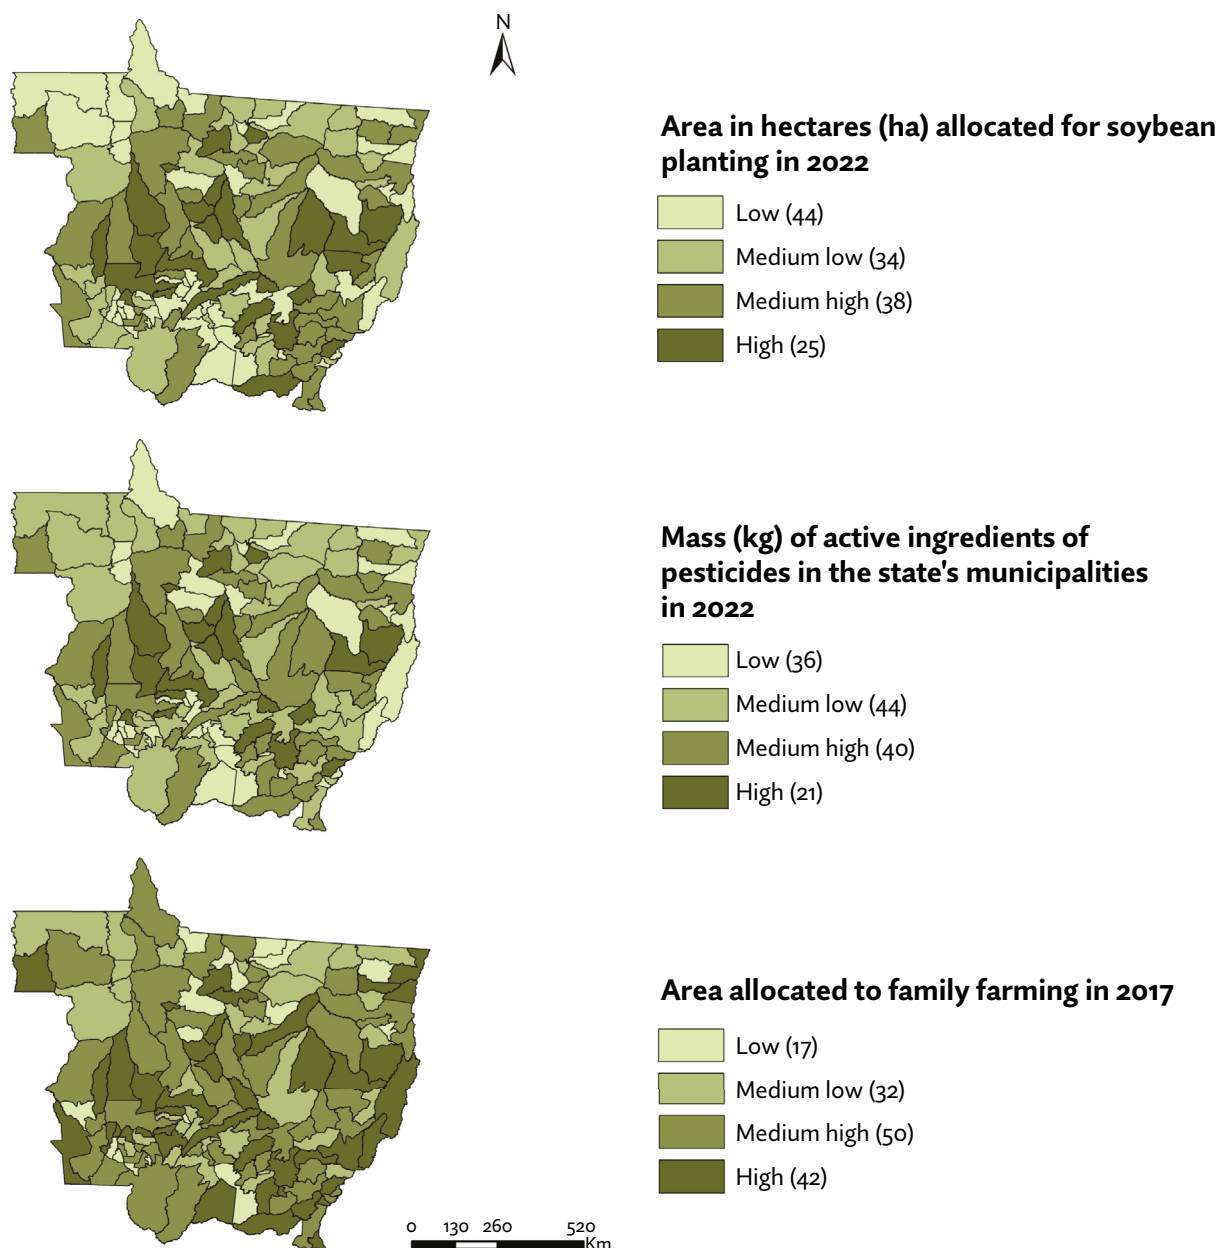 N
Area in hectares (ha) allocated for soybean
planting in 2022
Low (44)
Medium low (34)
Medium high (38)
High (25)
Mass (kg) of active ingredients of
pesticides in the state's municipalities
in 2022
Low (36)
Medium low (44)
Medium high (40)
High (21)
Area allocated to family farming in 2017
Low (17)
Medium low (32)
Medium high (50)
High (42)
0 130 260 520
Km